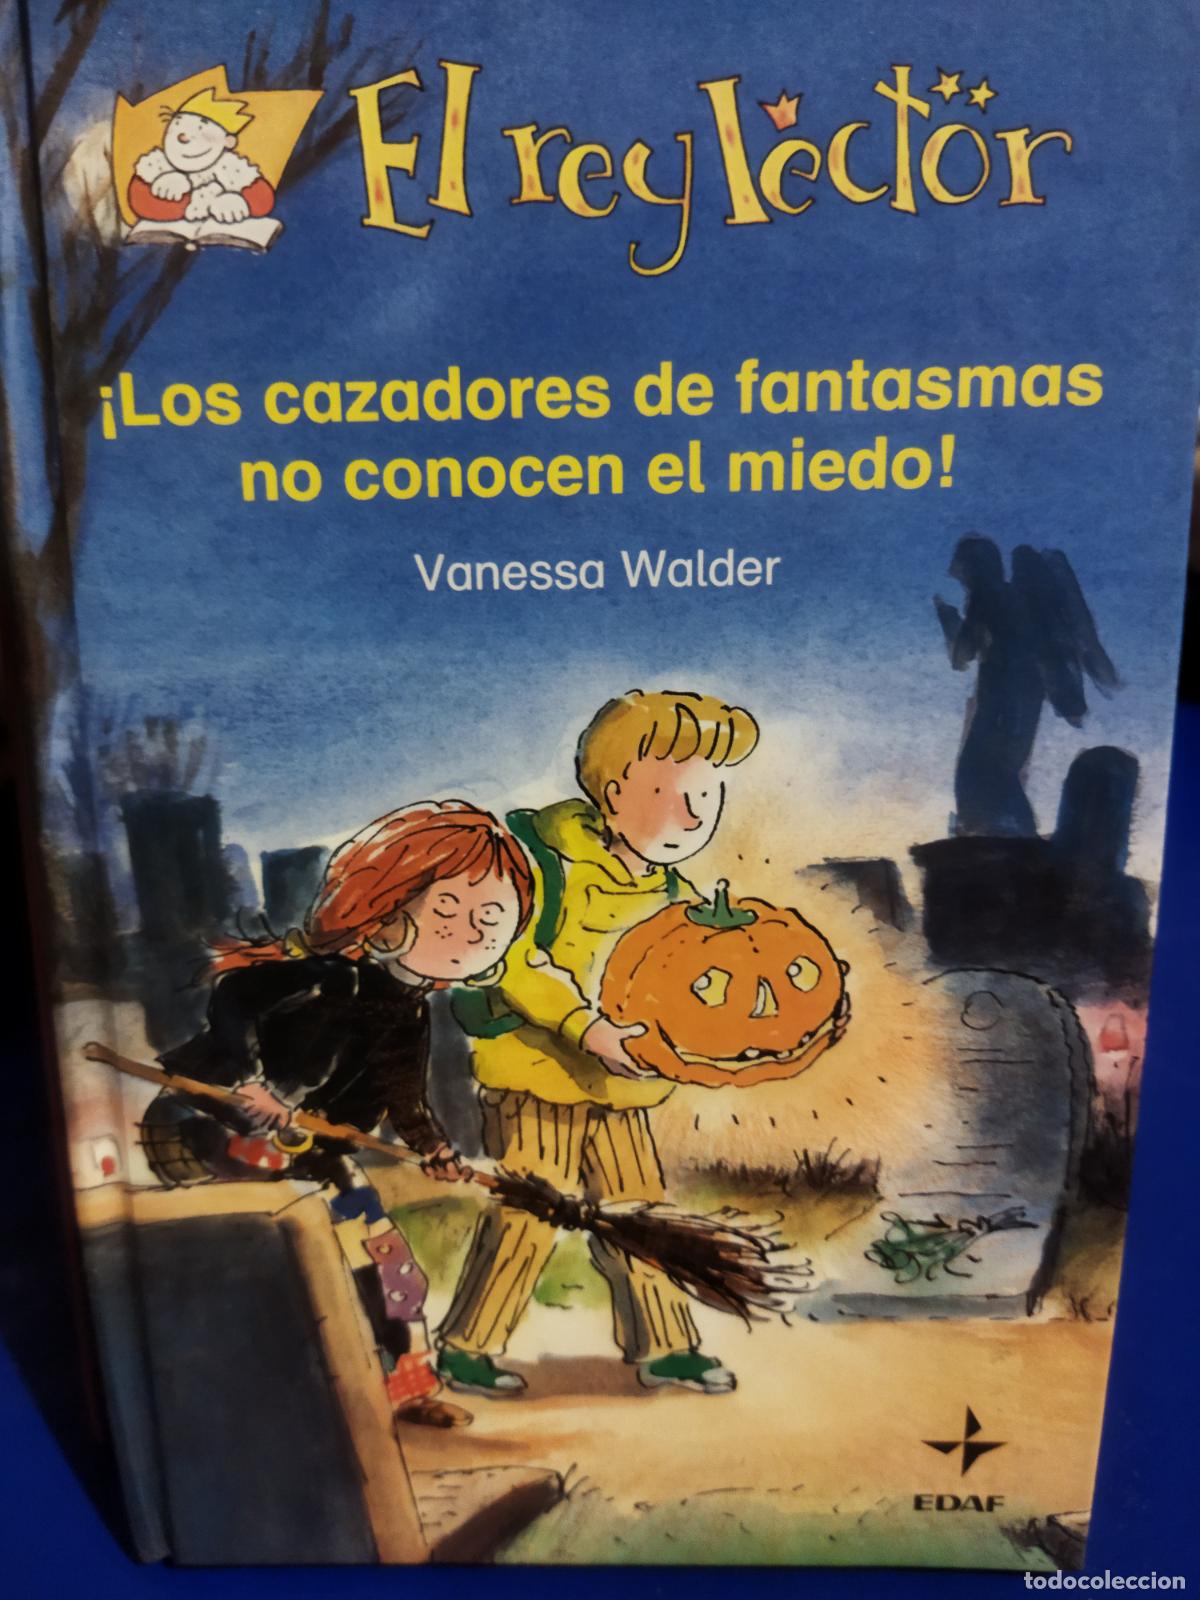 El rey lector
¡Los cazadores de fantasmas
no conocen el miedo!
Vanessa Walder
EDAF
todocoleccion